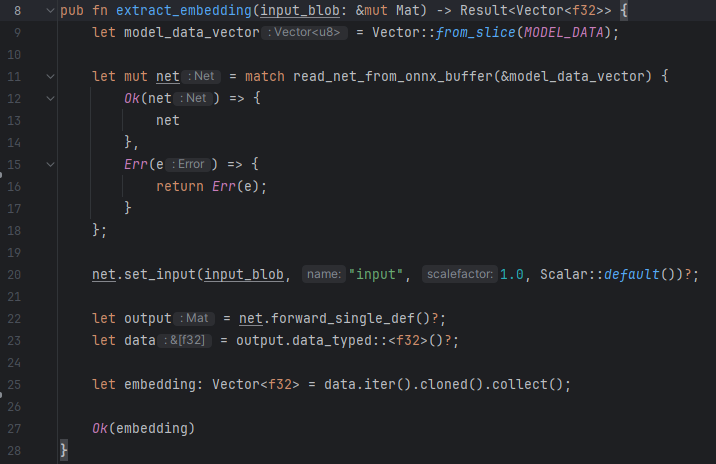 8 pub fn extract_embedding(input_blob: &mut Mat) -> Result<Vector<f32>> {
9 let model_data_vector : Vector<u8> = Vector::from_slice(MODEL_DATA);
10
11 let mut net : Net = match read_net_from_onnx_buffer(&model_data_vector) {
12 Ok(net : Net ) => {
13 net
14 },
15 Err(e : Error ) => {
16 return Err(e);
17 }
18 };
19
20 net.set_input(input_blob, name: "input", scalefactor: 1.0, Scalar::default())?;
21
22 let output : Mat = net.forward_single_def()?;
23 let data : &[f32] = output.data_typed::<f32>()?;
24
25 let embedding: Vector<f32> = data.iter().cloned().collect();
26
27 Ok(embedding)
28 }